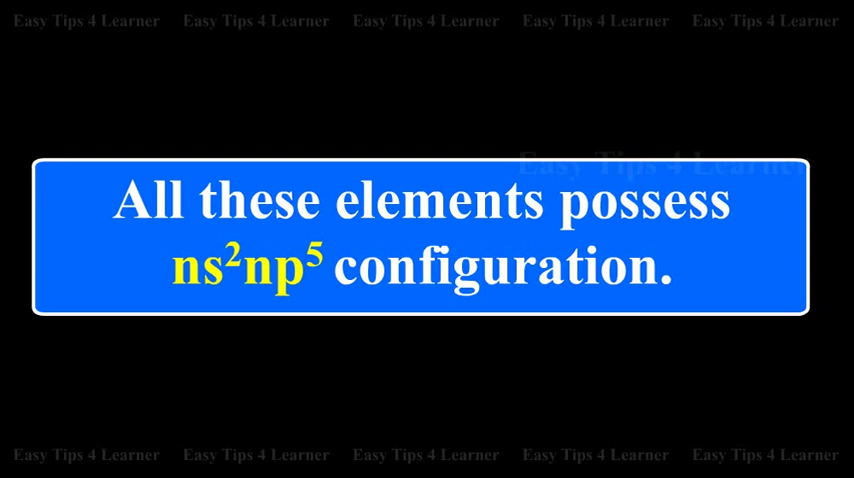 Easy Tips 4 Learner Easy Tips 4 Learner Easy Tips 4 Learner Easy Tips 4 Learner Easy Tips 4 Learner
Easy Tips 4 Learner
All these elements possess
ns²np⁵ configuration.
Easy Tips 4 Learner Easy Tips 4 Learner Easy Tips 4 Learner Easy Tips 4 Learner Easy Tips 4 Learner